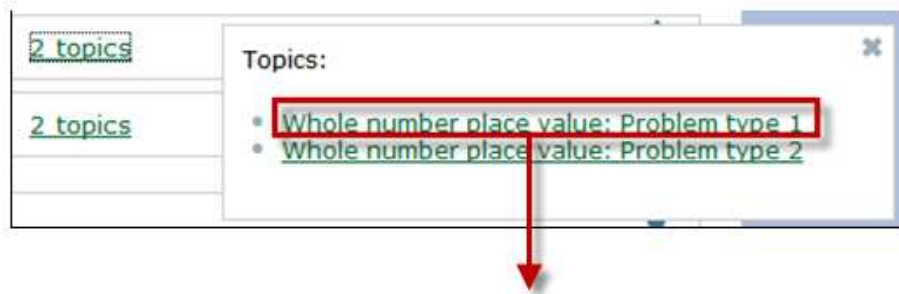 2 topics
Topics:
Whole number place value: Problem type 1
2 topics
Whole number place value: Problem type 2